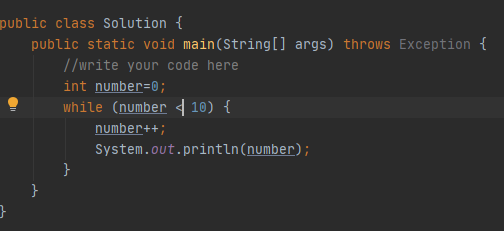 public class Solution {
public static void main(String[] args) throws Exception {
//write your code here
int number=0;
while (number < 10) {
number++;
System.out.println(number);
}
}
}